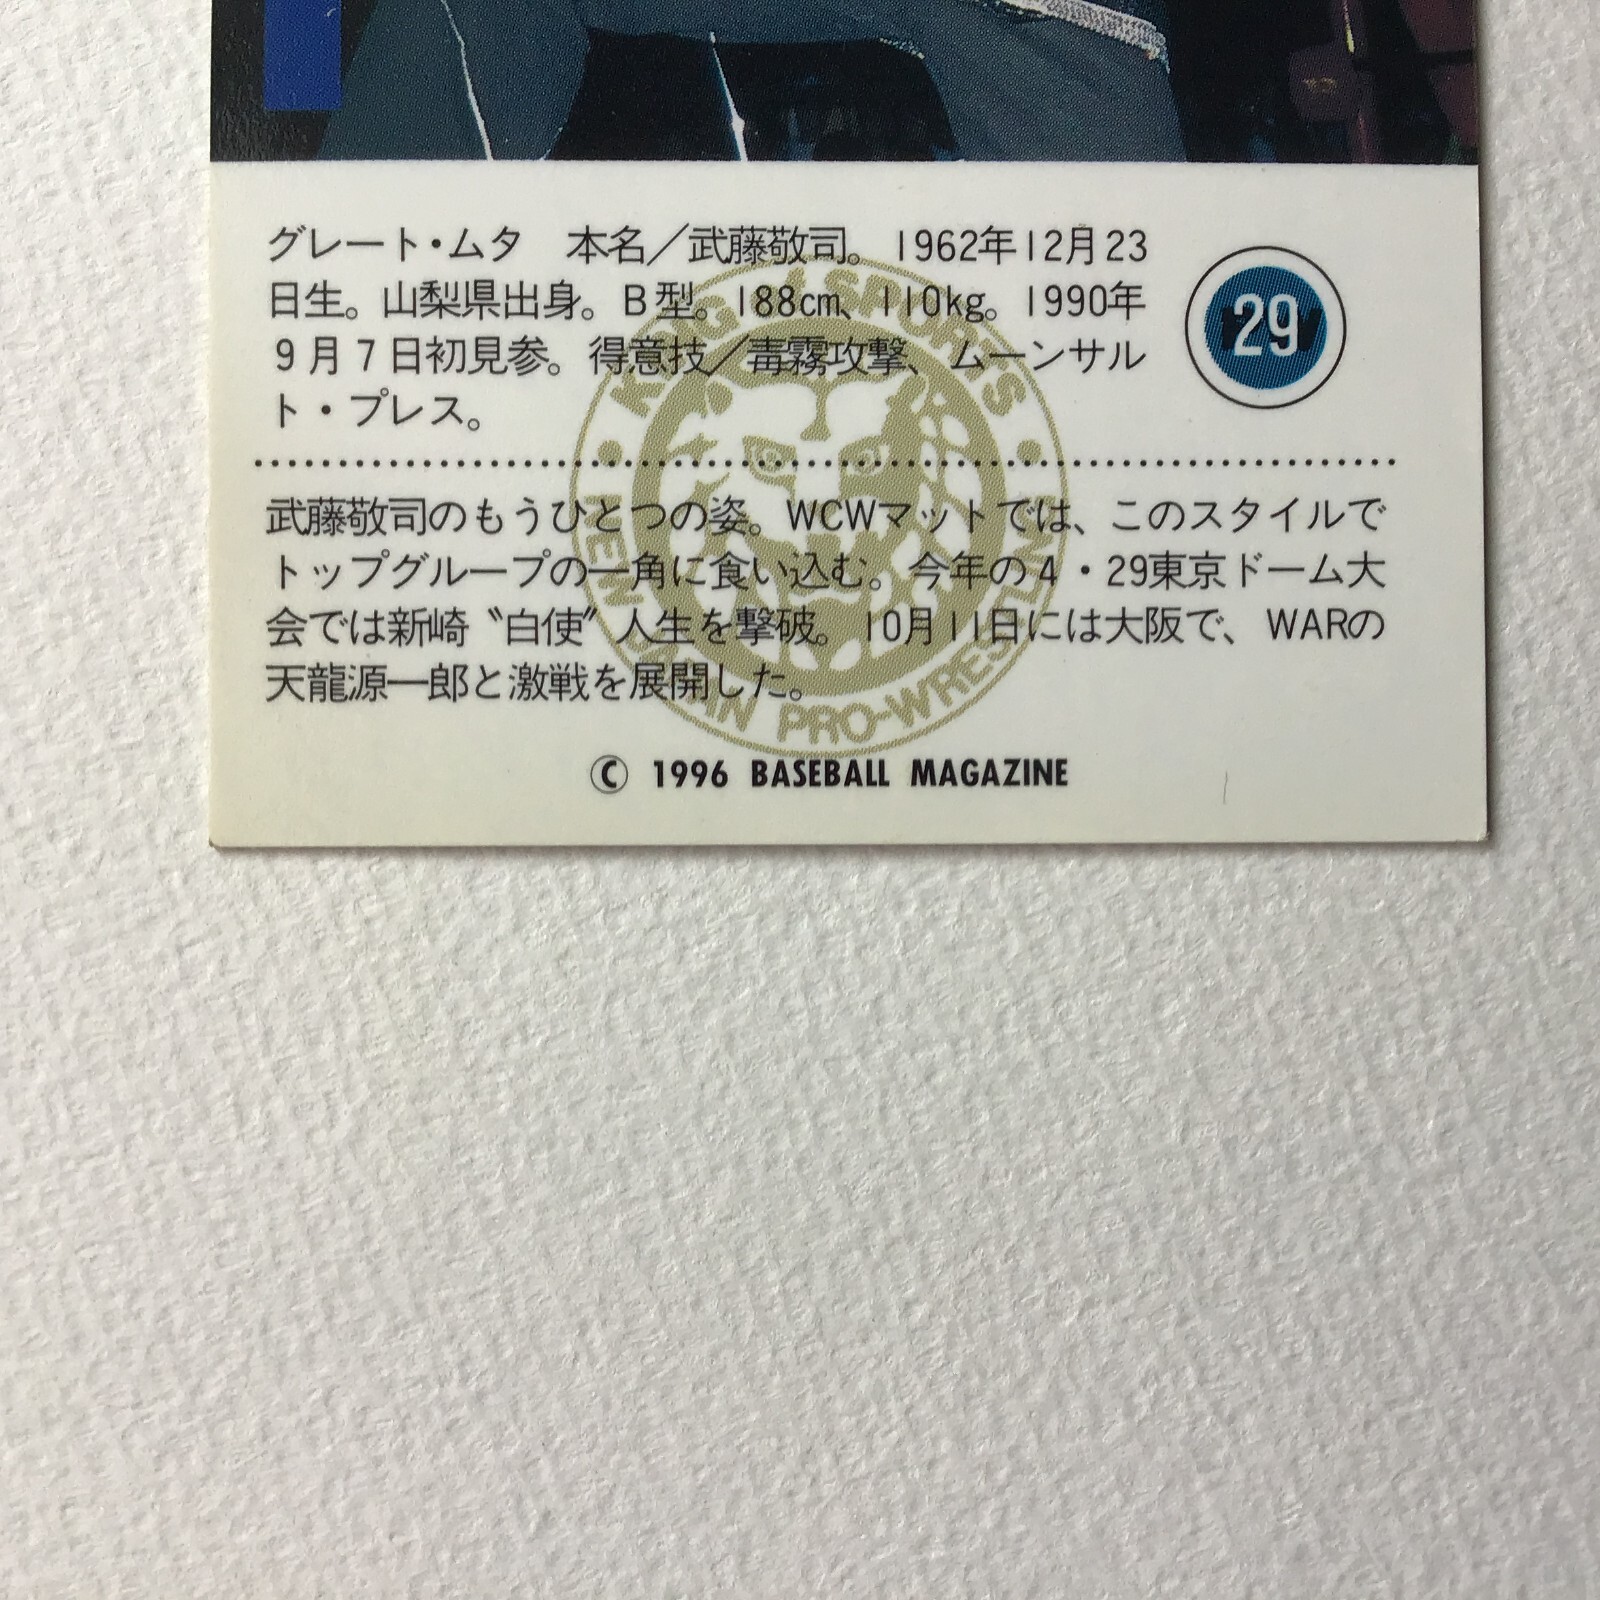 グレート・ムタ　本名／武藤敬司。1962年12月23
日生。山梨県出身。B型。188cm、110kg。1990年
9月7日初見参。得意技／毒霧攻撃、ムーンサル
ト・プレス。
29
武藤敬司のもうひとつの姿。WCWマットでは、このスタイルで
トップグループの一角に食い込む。今年の4・29東京ドーム大
会では新崎〝白使〟人生を撃破。10月11日には大阪で、WARの
天龍源一郎と激戦を展開した。
KING OF SPORTS
NEW JAPAN PRO-WRESTLING
© 1996 BASEBALL MAGAZINE